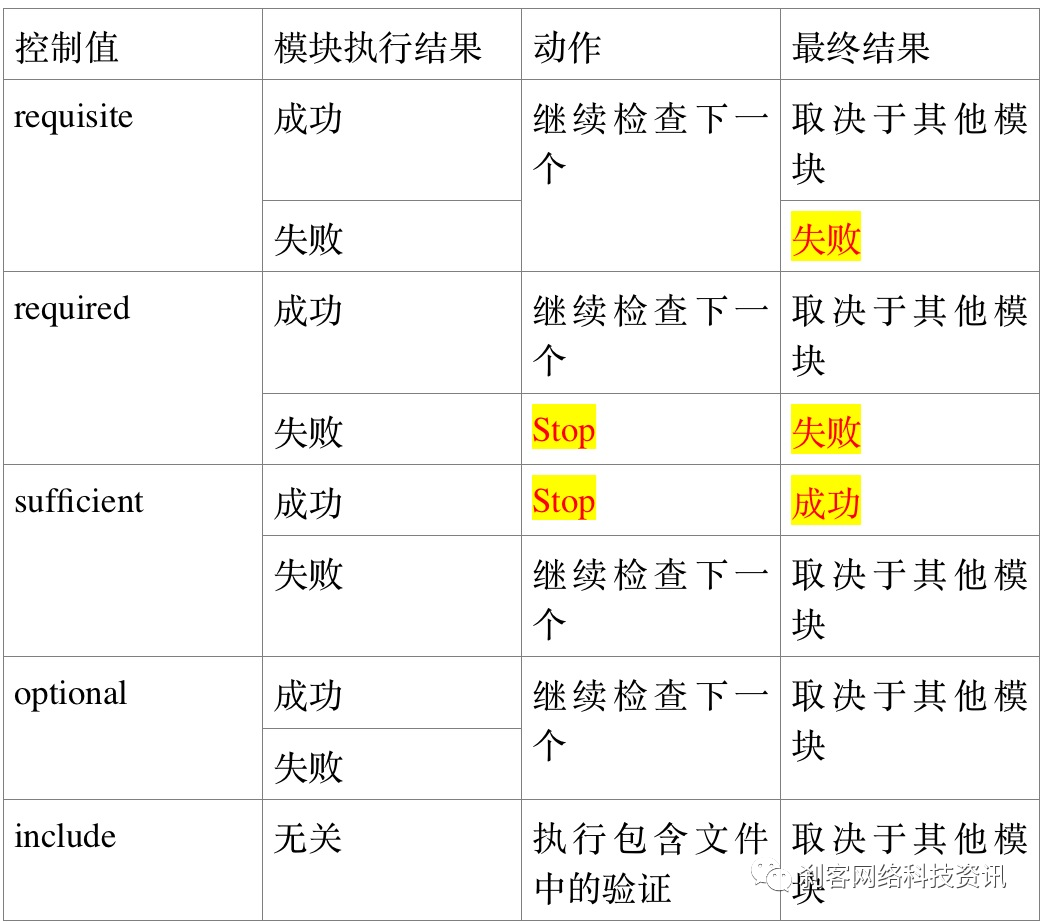 控制值 模块执行结果 动作 最终结果
requisite 成功 继续检查下一 取决于其他模
个 块
失败 失败
required 成功 继续检查下一 取决于其他模
个 块
失败 Stop 失败
sufficient 成功 Stop 成功
失败 继续检查下一 取决于其他模
个 块
optional 成功 继续检查下一 取决于其他模
个 块
失败
include 无关 执行包含文件 取决于其他模
中的验证 块
刹客网络科技资讯